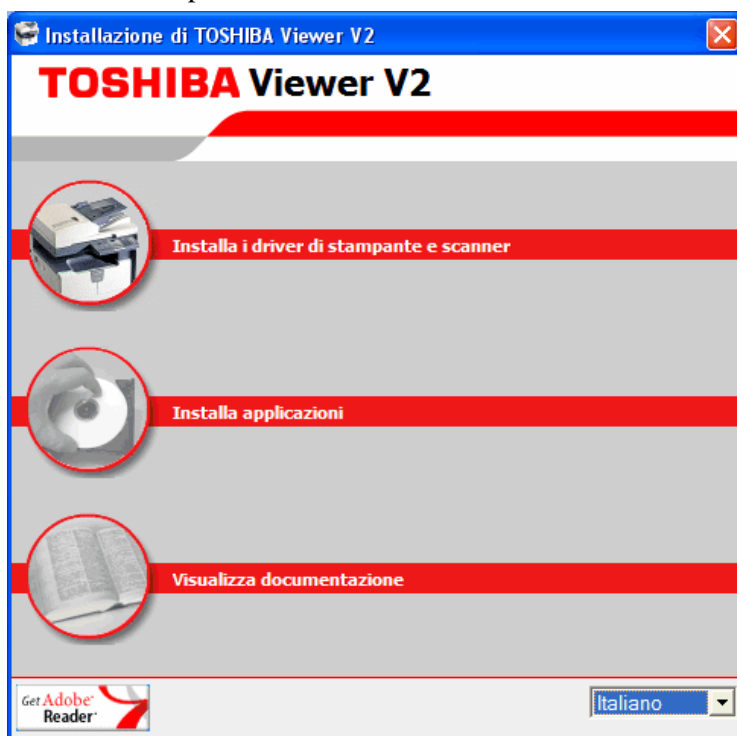 Installazione di TOSHIBA Viewer V2
TOSHIBA Viewer V2
Installa i driver di stampante e scanner
Installa applicazioni
Visualizza documentazione
Get Adobe
Reader
Italiano